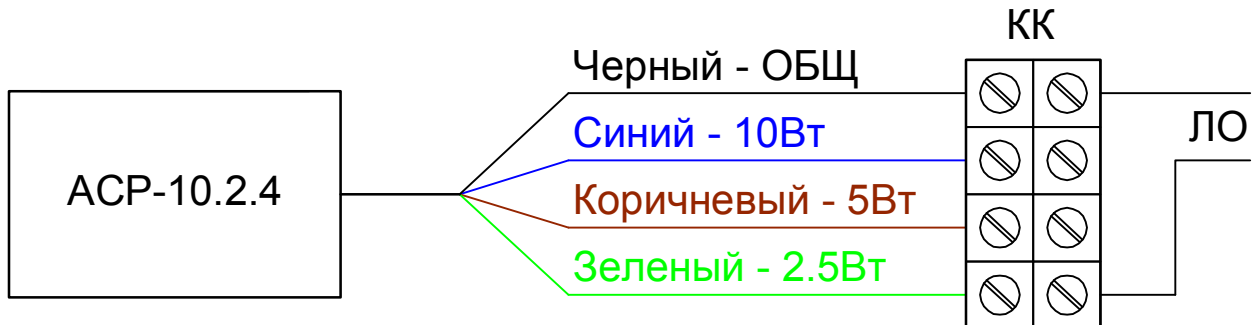 КК
Черный - ОБЩ
ЛО
Синий - 10Вт
АСР-10.2.4
Коричневый - 5Вт
Зеленый - 2.5Вт